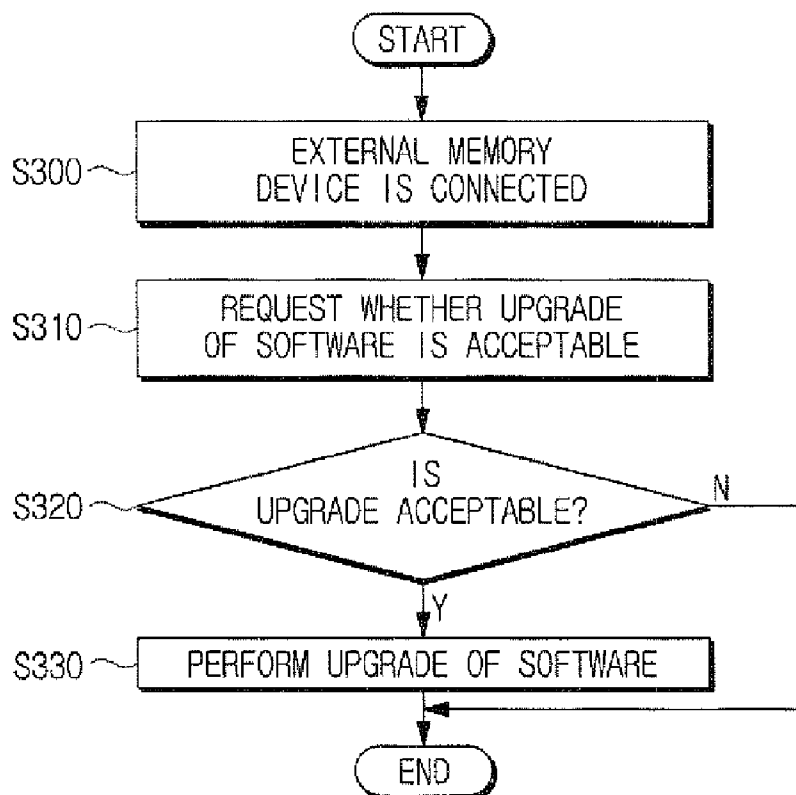 START
S300
EXTERNAL MEMORY
DEVICE IS CONNECTED
S310
REQUEST WHETHER UPGRADE
OF SOFTWARE IS ACCEPTABLE
S320
IS
UPGRADE ACCEPTABLE?
N
Y
S330
PERFORM UPGRADE OF SOFTWARE
END